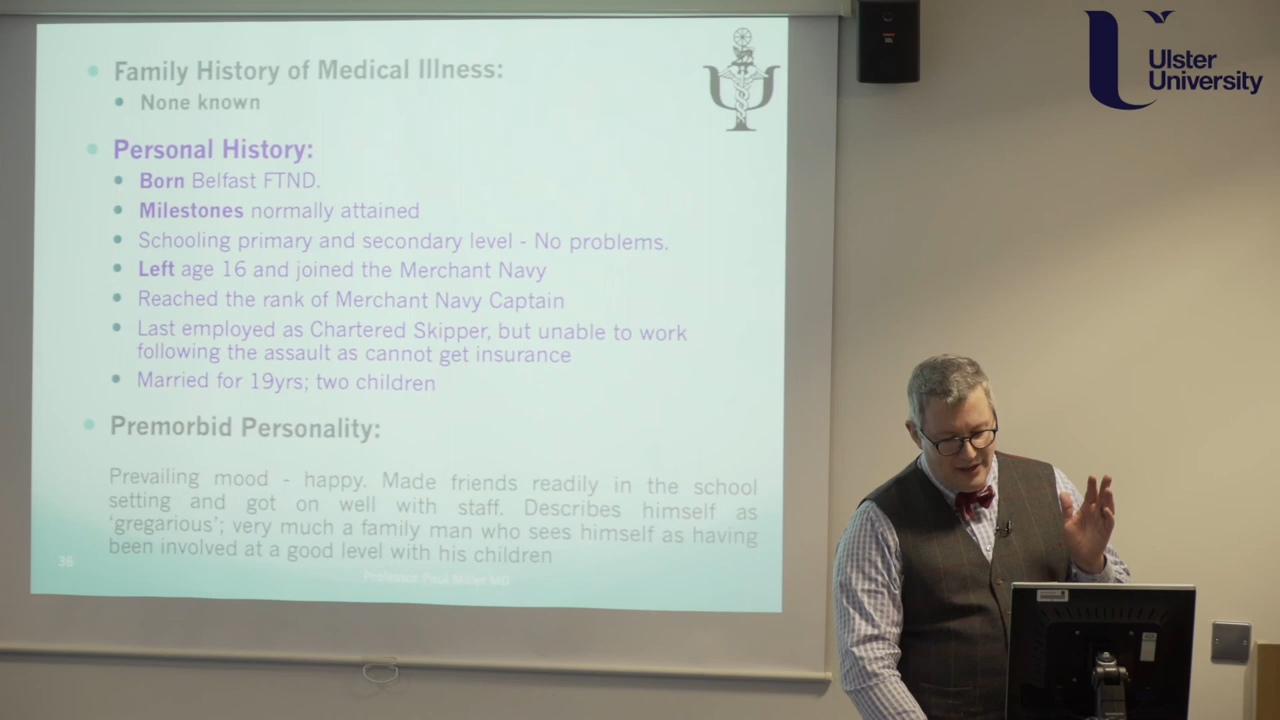 Family History of Medical Illness:
None known
Personal History:
Born Belfast FTND.
Milestones normally attained
Schooling primary and secondary level - No problems.
Left age 16 and joined the Merchant Navy
Reached the rank of Merchant Navy Captain
Last employed as Chartered Skipper, but unable to work
following the assault as cannot get insurance
Married for 19yrs; two children
Premorbid Personality:
Prevailing mood - happy. Made friends readily in the school
setting and got on well with staff. Describes himself as
'gregarious'; very much a family man who sees himself as having
been involved at a good level with his children
36
Professor Paul Miller MD
Ulster
University
JBL